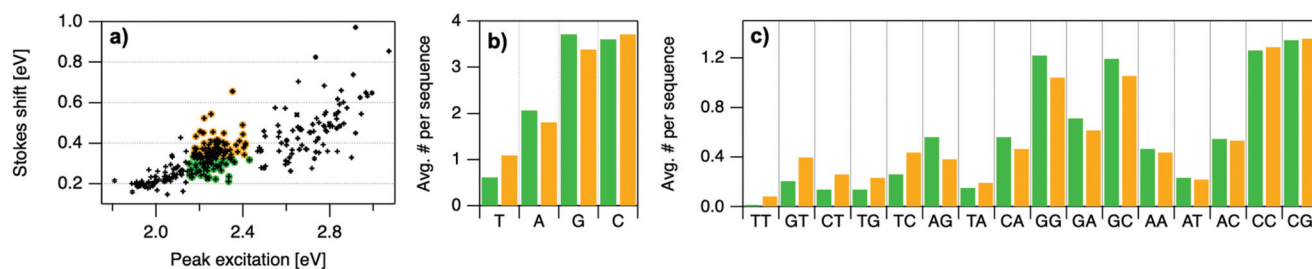 a)
Stokes shift [eV]
1.0
0.8
0.6
0.4
0.2
2.0 2.4 2.8
Peak excitation [eV]
b)
Avg. # per sequence
4
3
2
1
0
T A G C
c)
Avg. # per sequence
1.2
0.8
0.4
0.0
TT GT CT TG TC AG TA CA GG GA GC AA AT AC CC CG